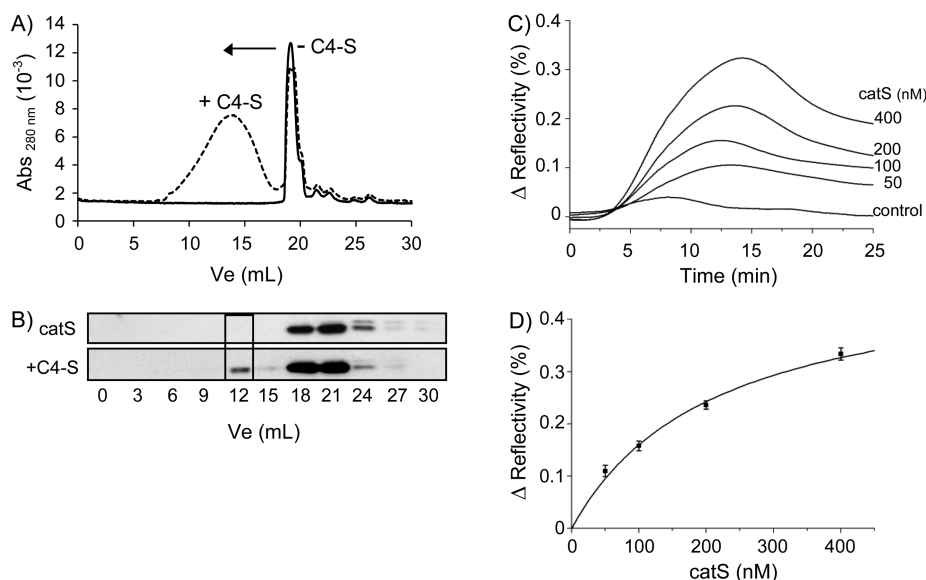 A)
14
12
10
8
6
4
2
0
Abs 280 nm (10-3)
- C4-S
+ C4-S
0 5 10 15 20 25 30
Ve (mL)
B)
catS
+C4-S
0 3 6 9 12 15 18 21 24 27 30
Ve (mL)
C)
0.4
0.3
0.2
0.1
0
Δ Reflectivity (%)
catS (nM)
400
200
100
50
control
0 5 10 15 20 25
Time (min)
D)
0.4
0.3
0.2
0.1
0
Δ Reflectivity (%)
0 100 200 300 400
catS (nM)